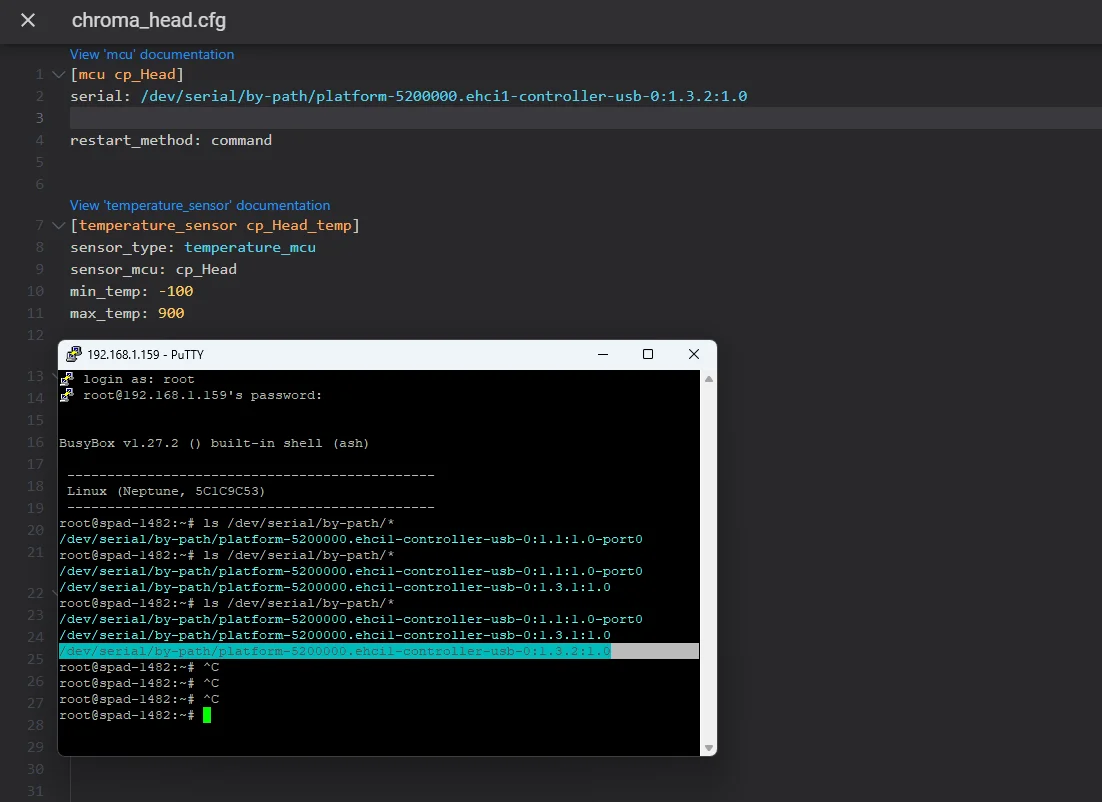 chroma_head.cfg
View 'mcu' documentation
1 [mcu cp_Head]
2 serial: /dev/serial/by-path/platform-5200000.ehci1-controller-usb-0:1.3.2:1.0
3
4 restart_method: command
5
6
View 'temperature_sensor' documentation
7 [temperature_sensor cp_Head_temp]
8 sensor_type: temperature_mcu
9 sensor_mcu: cp_Head
10 min_temp: -100
11 max_temp: 900
12
13
14
15
16
17
18
19
20
21
22
23
24
25
26
27
28
29
30
31
192.168.1.159 - PuTTY
login as: root
root@192.168.1.159's password:
BusyBox v1.27.2 () built-in shell (ash)
----------------------------------------------
Linux (Neptune, 5C1C9C53)
----------------------------------------------
root@spad-1482:~# ls /dev/serial/by-path/*
/dev/serial/by-path/platform-5200000.ehci1-controller-usb-0:1.1:1.0-port0
root@spad-1482:~# ls /dev/serial/by-path/*
/dev/serial/by-path/platform-5200000.ehci1-controller-usb-0:1.1:1.0-port0
/dev/serial/by-path/platform-5200000.ehci1-controller-usb-0:1.3.1:1.0
root@spad-1482:~# ls /dev/serial/by-path/*
/dev/serial/by-path/platform-5200000.ehci1-controller-usb-0:1.1:1.0-port0
/dev/serial/by-path/platform-5200000.ehci1-controller-usb-0:1.3.1:1.0
/dev/serial/by-path/platform-5200000.ehci1-controller-usb-0:1.3.2:1.0
root@spad-1482:~# ^C
root@spad-1482:~# ^C
root@spad-1482:~# ^C
root@spad-1482:~#